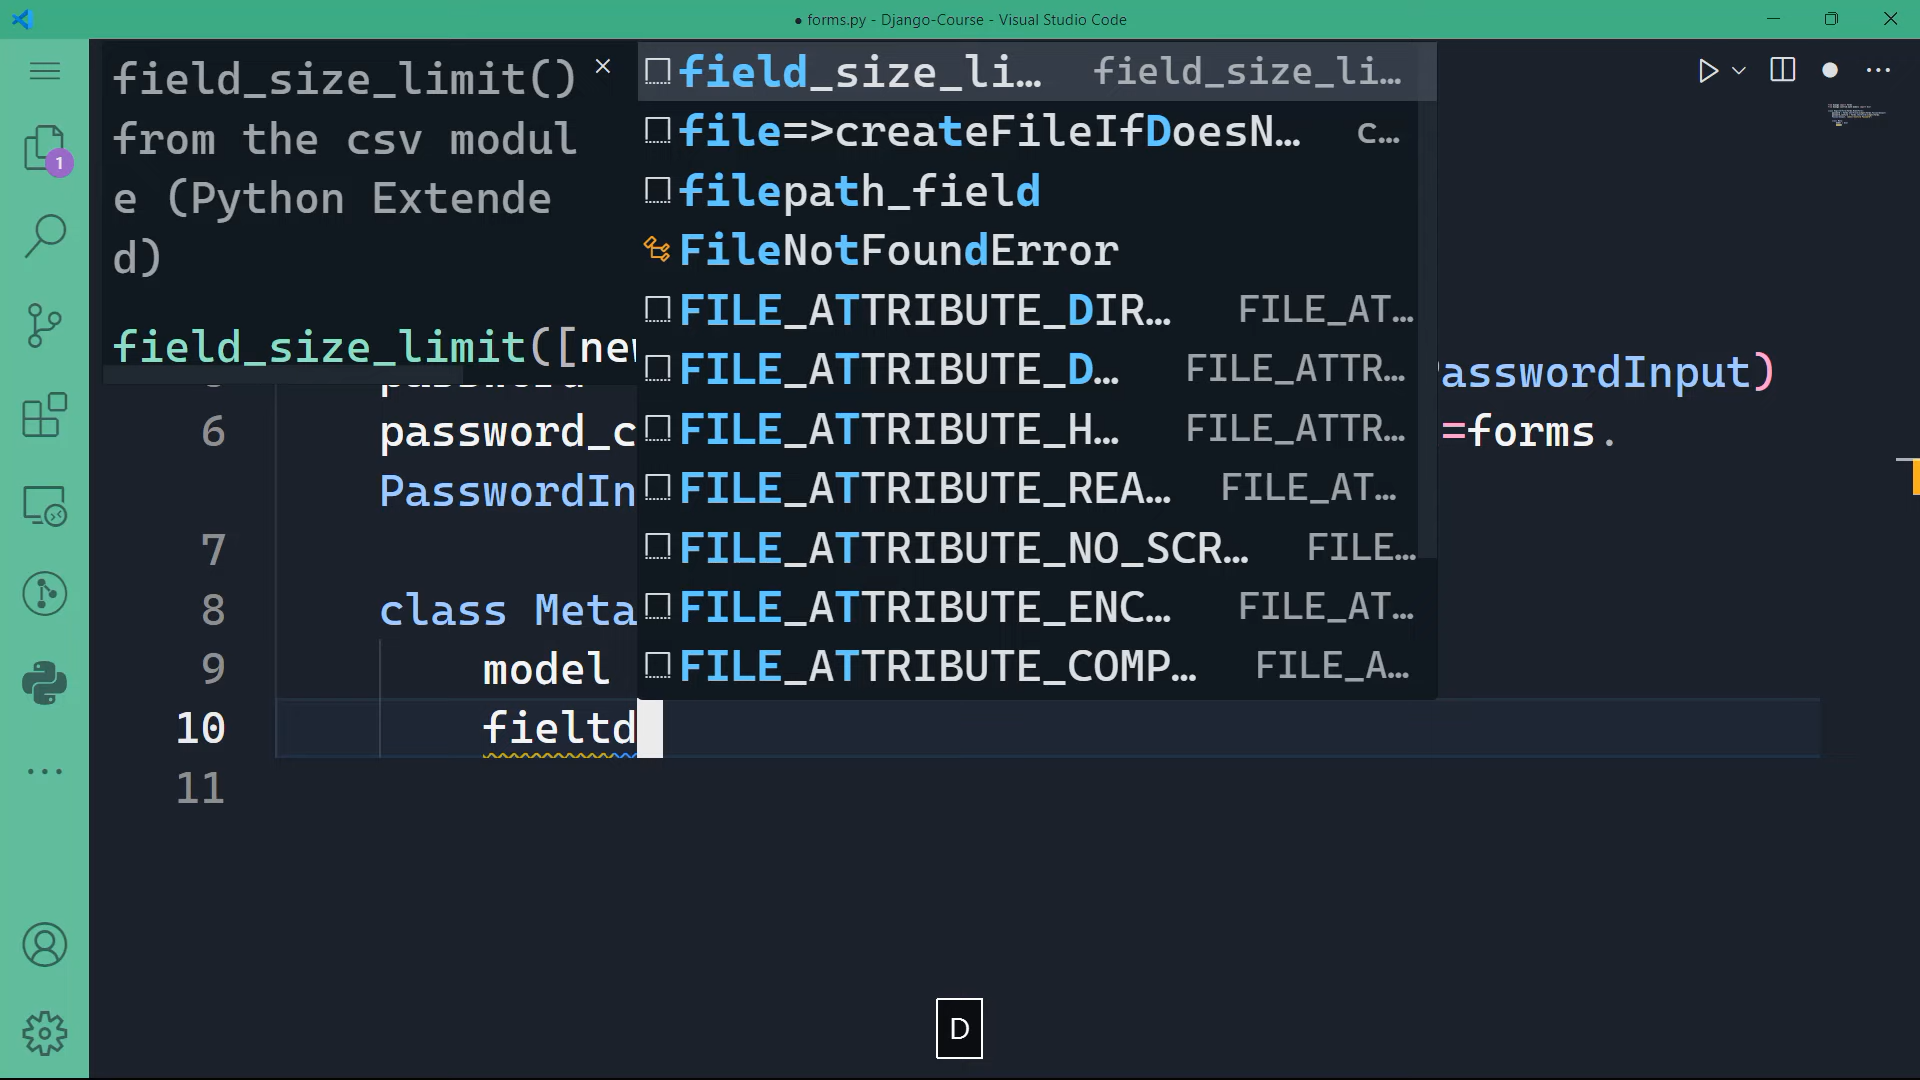 ● forms.py - Django-Course - Visual Studio Code
field_size_limit()
from the csv modul
e (Python Extende
d)
field_size_limit([new
field_size_li… field_size_li…
file=>createFileIfDoesN… c…
filepath_field
FileNotFoundError
FILE_ATTRIBUTE_DIR… FILE_AT…
FILE_ATTRIBUTE_D… FILE_ATTR…
FILE_ATTRIBUTE_H… FILE_ATTR…
FILE_ATTRIBUTE_REA… FILE_AT…
FILE_ATTRIBUTE_NO_SCR… FILE…
FILE_ATTRIBUTE_ENC… FILE_AT…
FILE_ATTRIBUTE_COMP… FILE_A…
1
password asswordInput)
6 password_c =forms.
PasswordIn
7
8 class Meta
9 model
10 fieltd
11
D